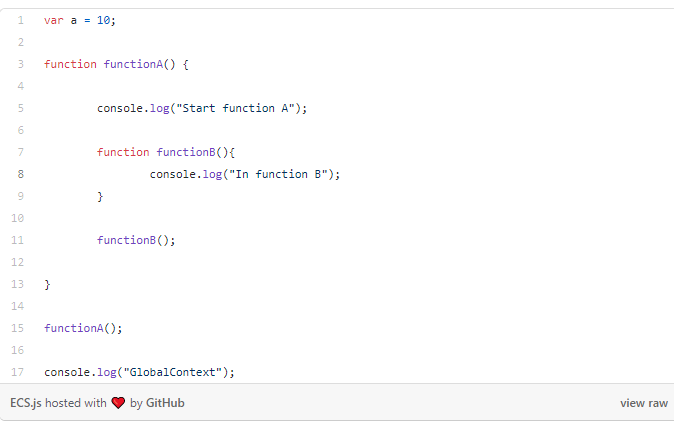 1 var a = 10;
2
3 function functionA() {
4
5 console.log("Start function A");
6
7 function functionB(){
8 console.log("In function B");
9 }
10
11 functionB();
12
13 }
14
15 functionA();
16
17 console.log("GlobalContext");
ECS.js hosted with ❤ by GitHub view raw